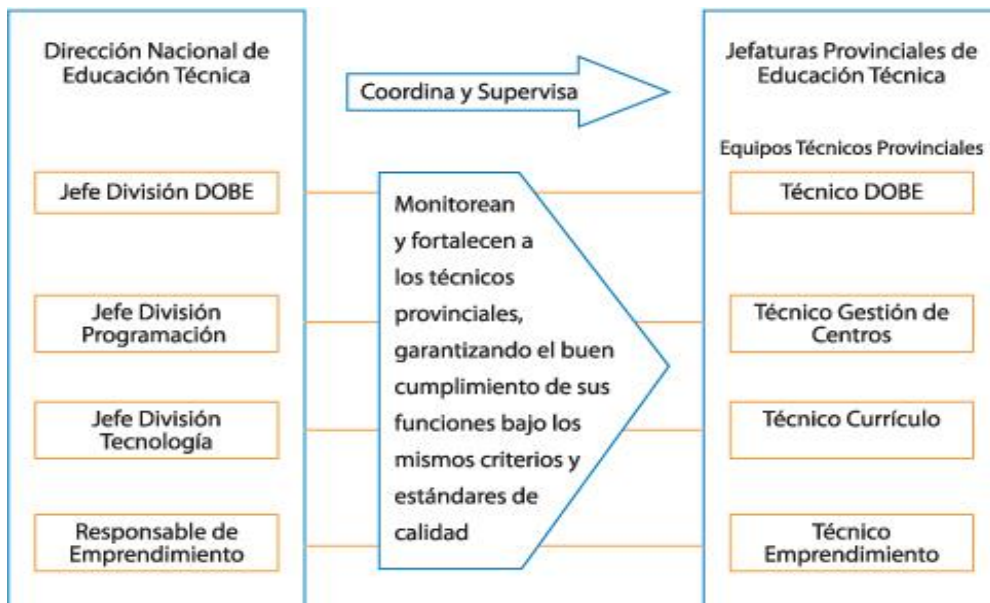 Dirección Nacional de
Educación Técnica
Coordina y Supervisa
Jefaturas Provinciales de
Educación Técnica
Equipos Técnicos Provinciales
Jefe División DOBE
Jefe División
Programación
Jefe División
Tecnología
Responsable de
Emprendimiento
Monitorean
y fortalecen a
los técnicos
provinciales,
garantizando el buen
cumplimiento de sus
funciones bajo los
mismos criterios y
estándares de
calidad
Técnico DOBE
Técnico Gestión de
Centros
Técnico Currículo
Técnico
Emprendimiento